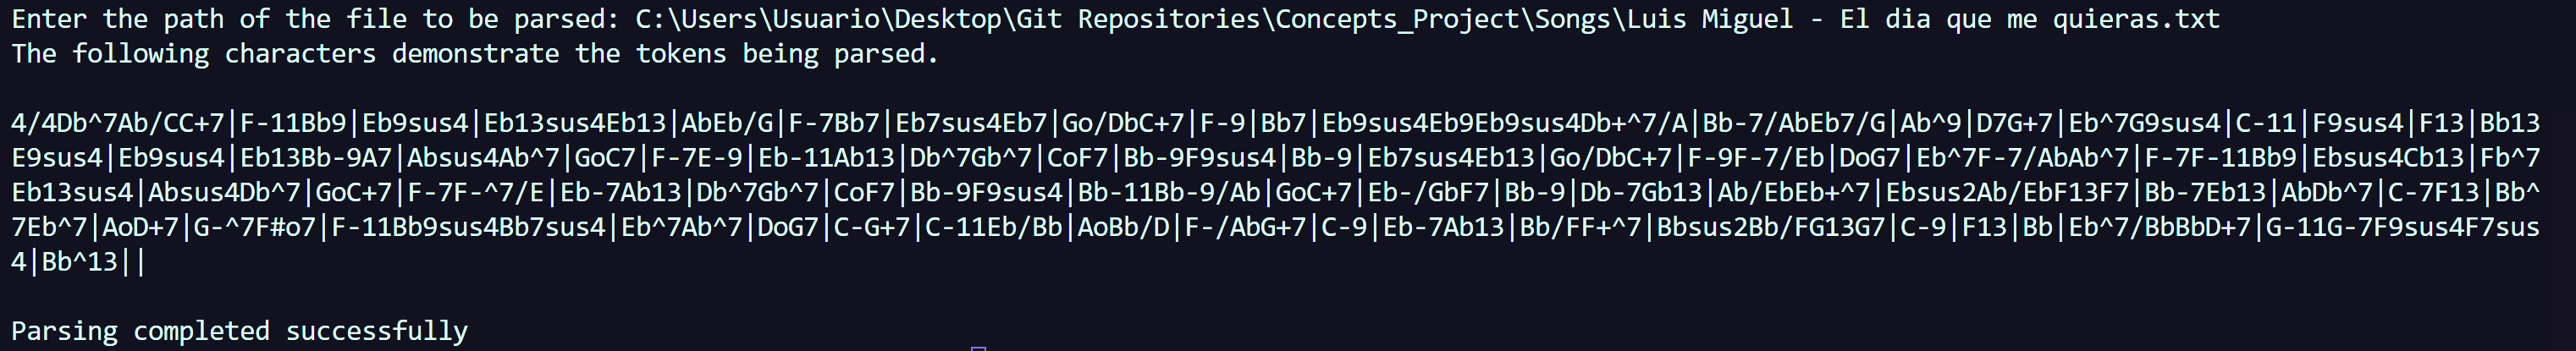 Enter the path of the file to be parsed: C:\Users\Usuario\Desktop\Git Repositories\Concepts_Project\Songs\Luis Miguel - El dia que me quieras.txt
The following characters demonstrate the tokens being parsed.
4/4Db^7Ab/CC+7|F-11Bb9|Eb9sus4|Eb13sus4Eb13|AbEb/G|F-7Bb7|Eb7sus4Eb7|Go/DbC+7|F-9|Bb7|Eb9sus4Eb9Eb9sus4Db+^7/A|Bb-7/AbEb7/G|Ab^9|D7G+7|Eb^7G9sus4|C-11|F9sus4|F13|Bb13
E9sus4|Eb9sus4|Eb13Bb-9A7|Absus4Ab^7|GoC7|F-7E-9|Eb-11Ab13|Db^7Gb^7|CoF7|Bb-9F9sus4|Bb-9|Eb7sus4Eb13|Go/DbC+7|F-9F-7/Eb|DoG7|Eb^7F-7/AbAb^7|F-7F-11Bb9|Ebsus4Cb13|Fb^7
Eb13sus4|Absus4Db^7|GoC+7|F-7F-^7/E|Eb-7Ab13|Db^7Gb^7|CoF7|Bb-9F9sus4|Bb-11Bb-9/Ab|GoC+7|Eb-/GbF7|Bb-9|Db-7Gb13|Ab/EbEb+^7|Ebsus2Ab/EbF13F7|Bb-7Eb13|AbDb^7|C-7F13|Bb^
7Eb^7|AoD+7|G-^7F#o7|F-11Bb9sus4Bb7sus4|Eb^7Ab^7|DoG7|C-G+7|C-11Eb/Bb|AoBb/D|F-/AbG+7|C-9|Eb-7Ab13|Bb/FF+^7|Bbsus2Bb/FG13G7|C-9|F13|Bb|Eb^7/BbBbD+7|G-11G-7F9sus4F7sus
4|Bb^13||
Parsing completed successfully